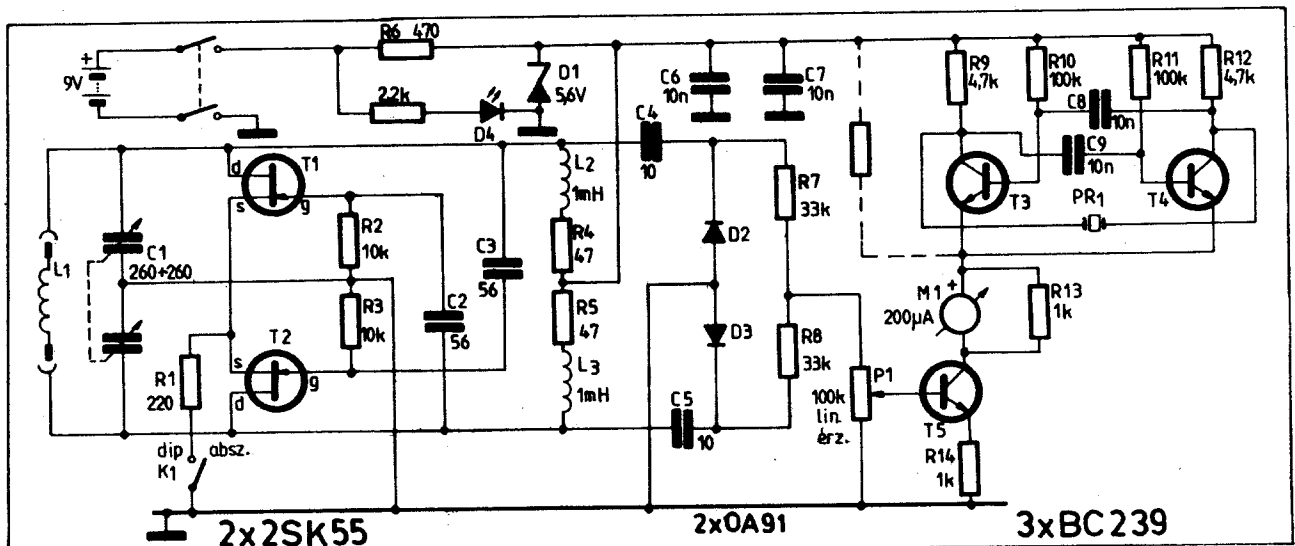 R6 470
+
9V
D1
5,6V
2,2k
D4
C6
10n
C7
10n
R9
4,7k
R10
100k
R11
100k
R12
4,7k
C8
10n
C9
10n
C4
10
d
T1
s
g
L2
1mH
R7
33k
T3
T4
PR1
L1
C1
260+260
R2
10k
C3
56
R4
47
D2
R3
10k
C2
56
R5
47
D3
R8
33k
M1
+
200µA
R13
1k
T2
s
g
d
R1
220
L3
1mH
P1
100k
lin.
érz.
T5
C5
10
R14
1k
dip
absz.
K1
2x2SK55
2xOA91
3xBC239